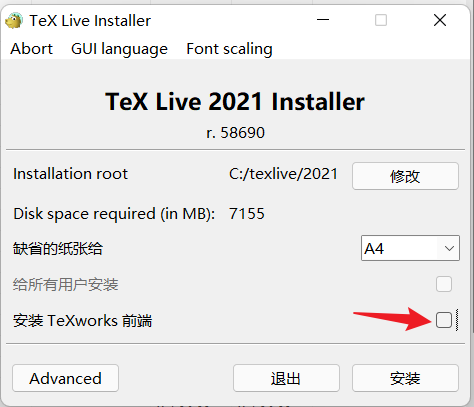 TeX Live Installer
Abort GUI language Font scaling
TeX Live 2021 Installer
r. 58690
Installation root C:/texlive/2021 修改
Disk space required (in MB): 7155
缺省的纸张给 A4
给所有用户安装
安装 TeXworks 前端
Advanced 退出 安装